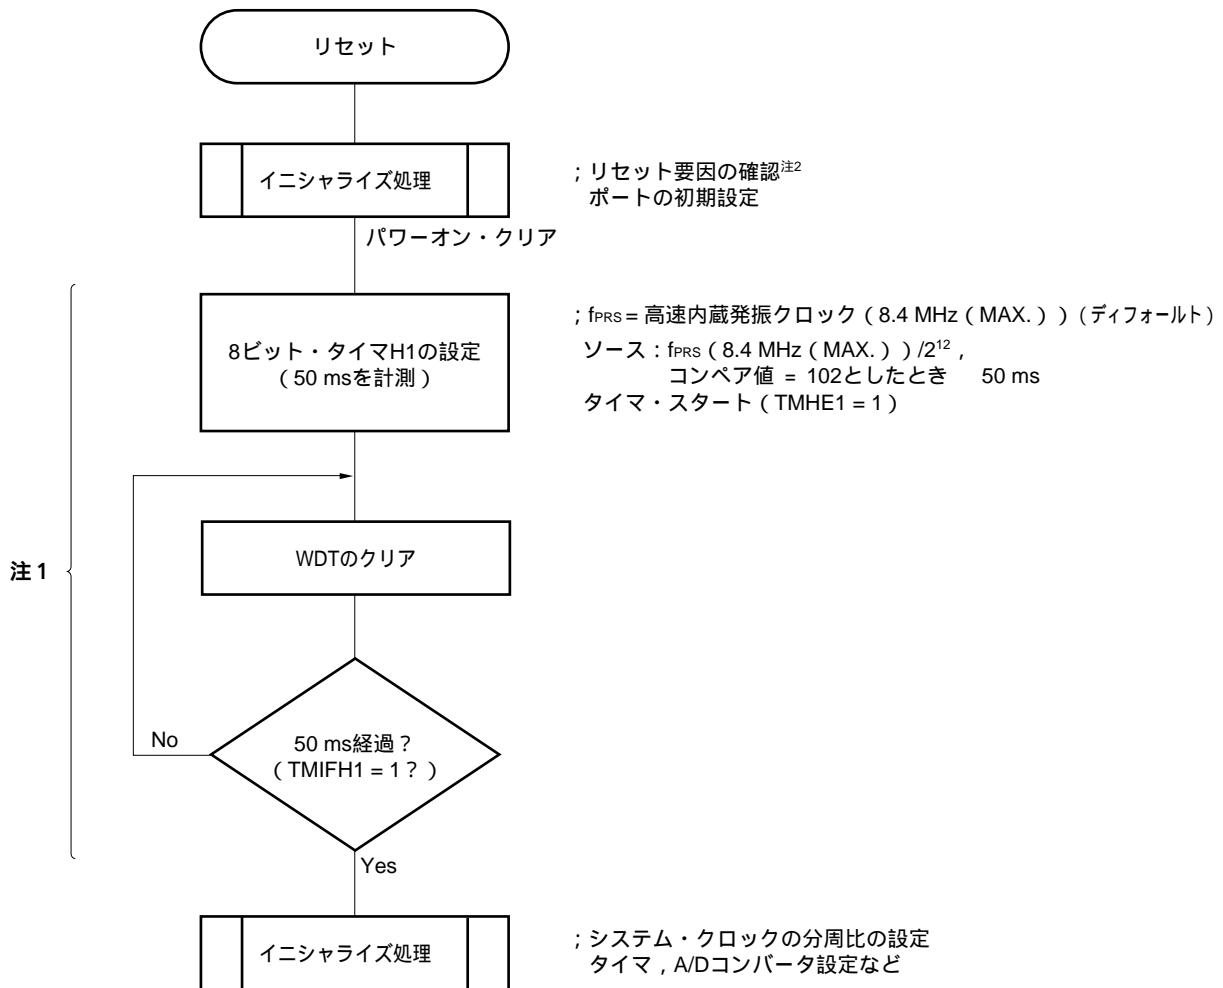 リセット
イニシャライズ処理
；リセット要因の確認注2
ポートの初期設定
パワーオン・クリア
8ビット・タイマH1の設定
（50 msを計測）
；fPRS = 高速内蔵発振クロック（8.4 MHz（MAX.））（ディフォールト）
ソース：fPRS（8.4 MHz（MAX.））/2¹²，
コンペア値 = 102としたとき　50 ms
タイマ・スタート（TMHE1 = 1）
注1
WDTのクリア
No
50 ms経過？
（TMIFH1 = 1？）
Yes
イニシャライズ処理
；システム・クロックの分周比の設定
タイマ，A/Dコンバータ設定など